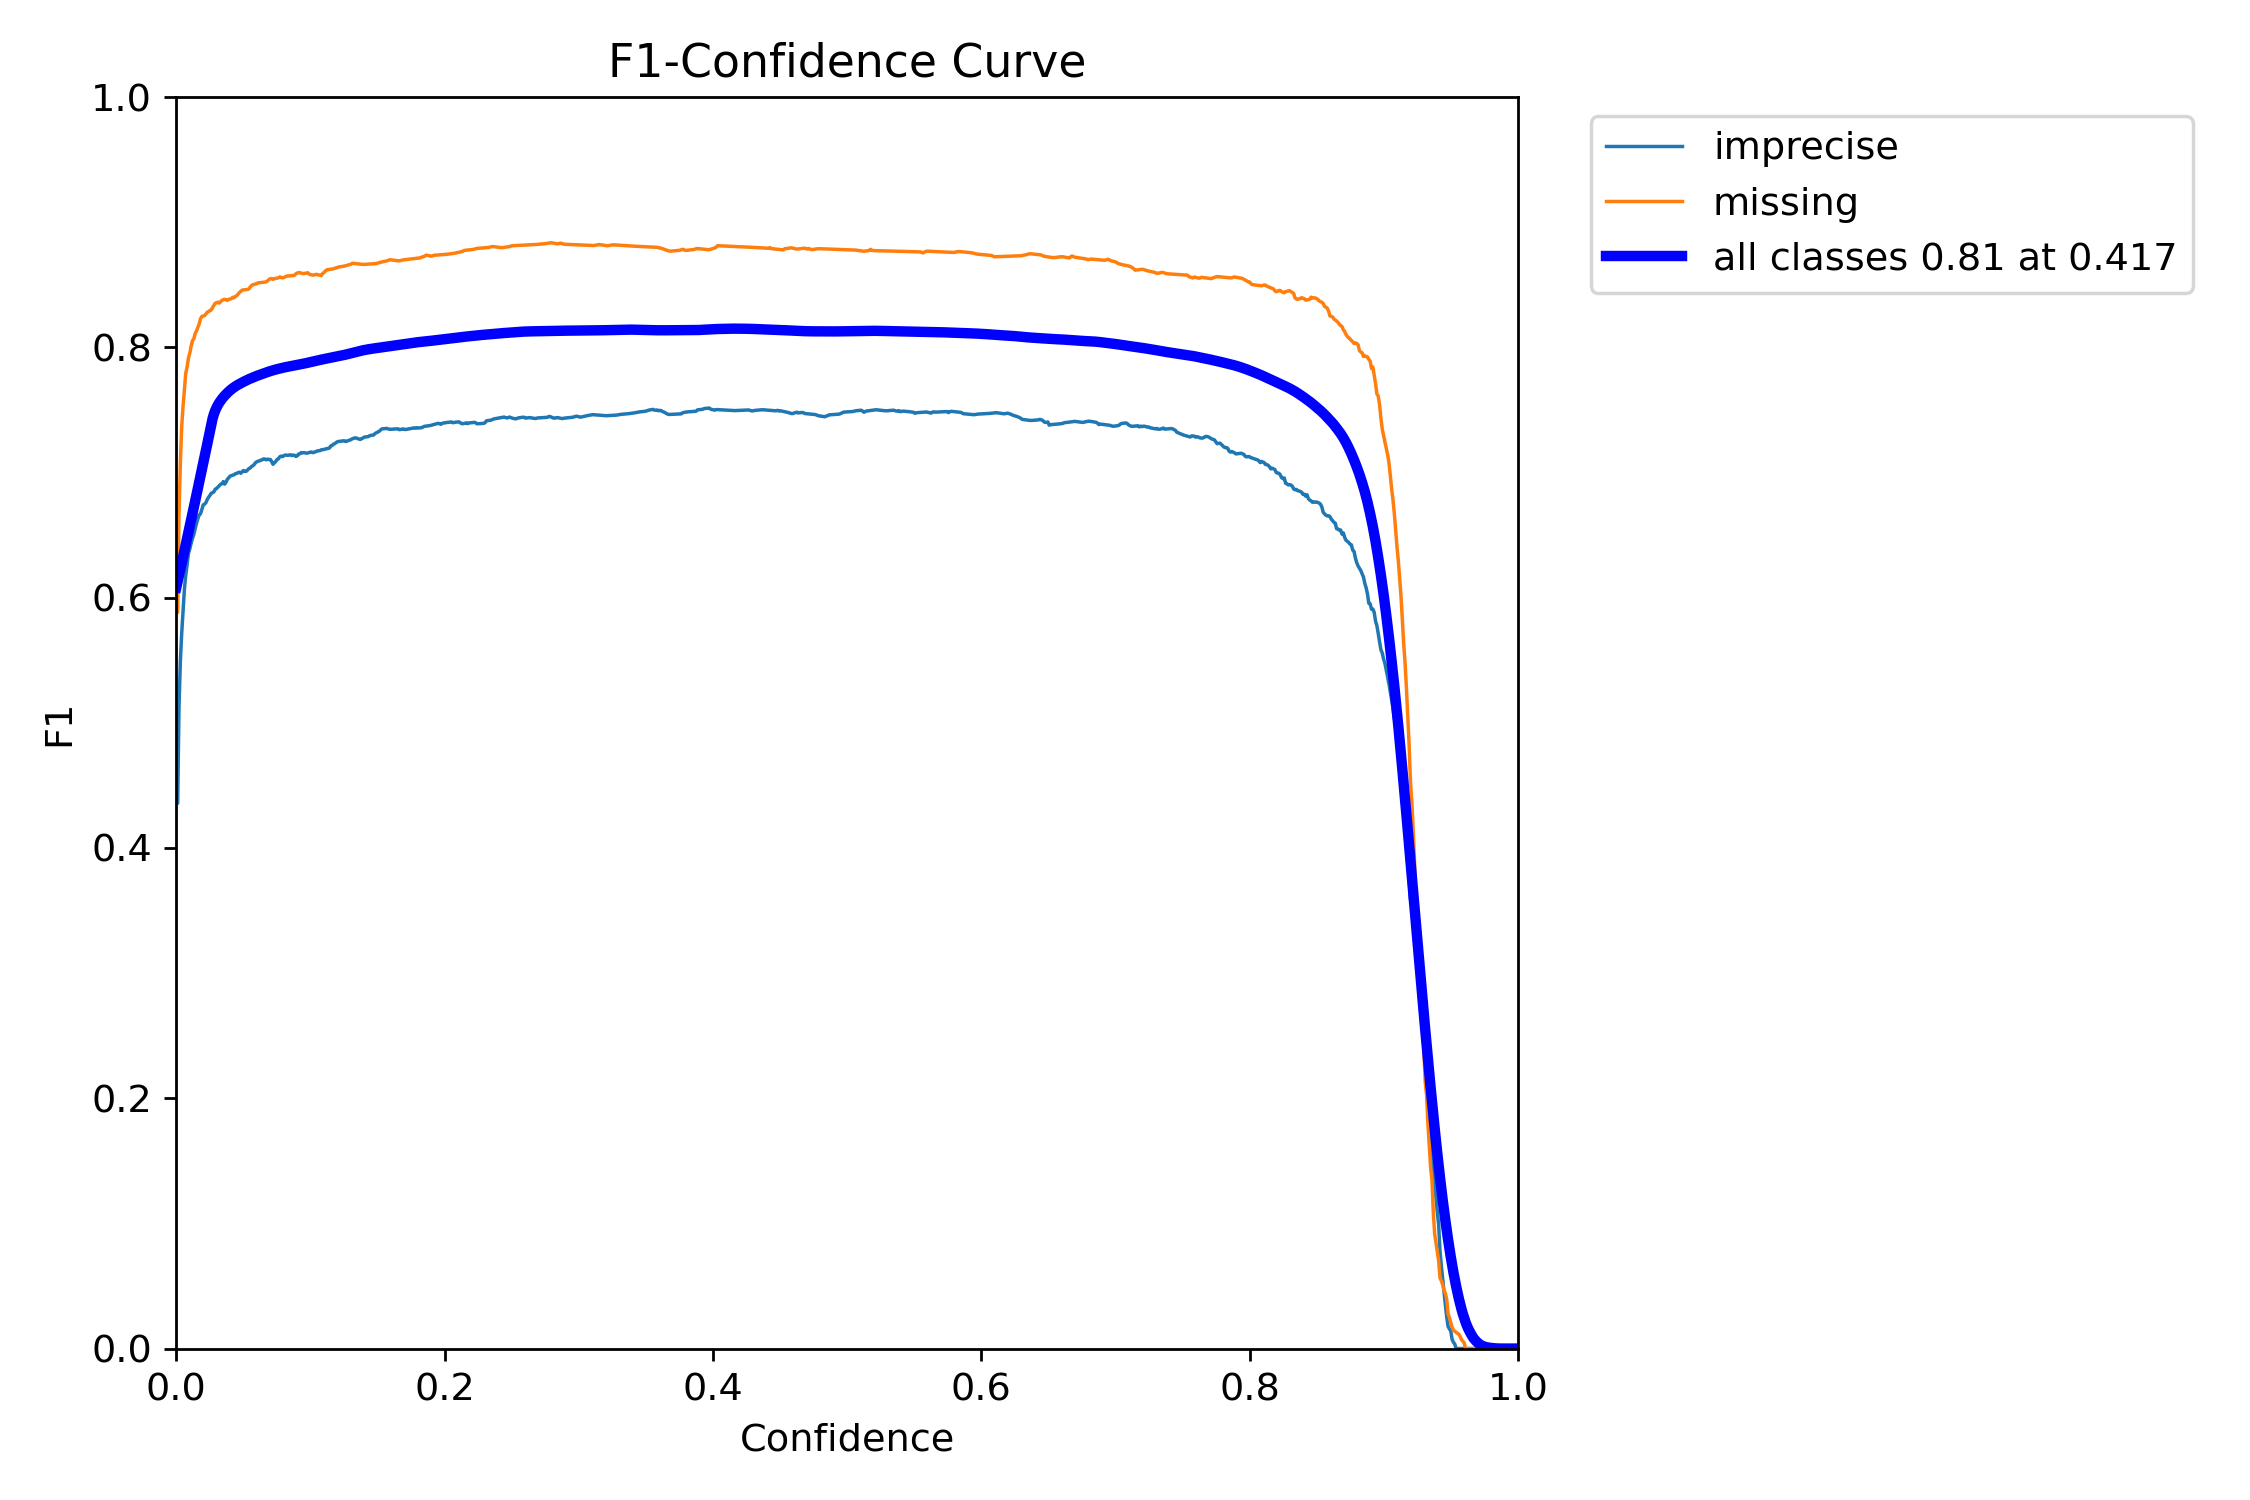 F1-Confidence Curve
1.0
0.8
0.6
0.4
0.2
0.0
F1
0.0 0.2 0.4 0.6 0.8 1.0
Confidence
imprecise
missing
all classes 0.81 at 0.417